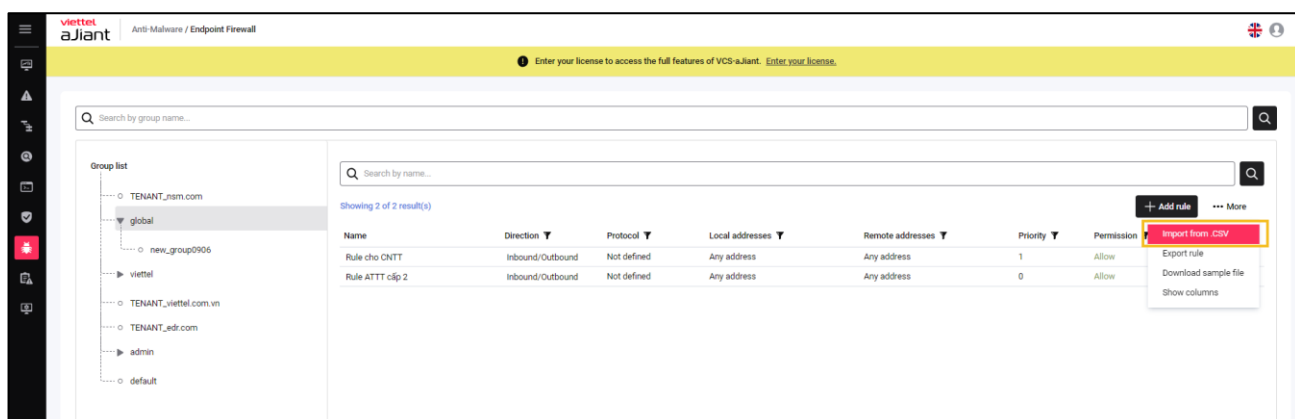 viettel
aJiant
Anti-Malware / Endpoint Firewall
Enter your license to access the full features of VCS-aJiant. Enter your license.
Search by group name...
Group list
TENANT_nsm.com
global
new_group0906
viettel
TENANT_viettel.com.vn
TENANT_edr.com
admin
default
Search by name...
Showing 2 of 2 result(s)
+ Add rule
••• More
Name Direction Protocol Local addresses Remote addresses Priority Permission
Rule cho CNTT Inbound/Outbound Not defined Any address Any address 1 Allow
Rule ATTT cấp 2 Inbound/Outbound Not defined Any address Any address 0 Allow
Import from .CSV
Export rule
Download sample file
Show columns